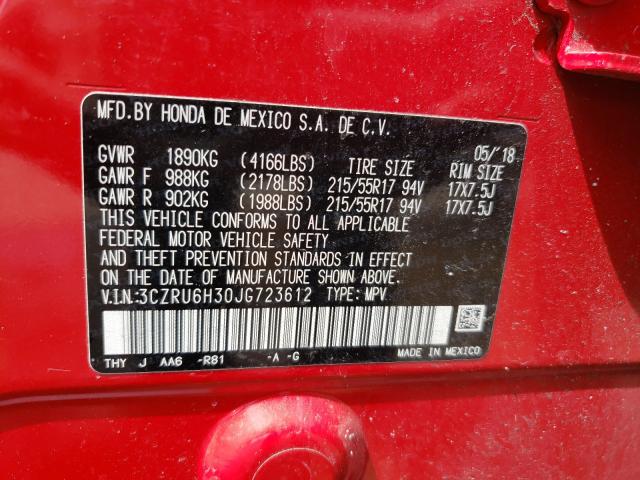 MFD.BY HONDA DE MEXICO S.A. DE C.V.
05/'18
GVWR 1890KG (4166LBS) TIRE SIZE RIM SIZE
GAWR F 988KG (2178LBS) 215/55R17 94V 17X7.5J
GAWR R 902KG (1988LBS) 215/55R17 94V 17X7.5J
THIS VEHICLE CONFORMS TO ALL APPLICABLE
FEDERAL MOTOR VEHICLE SAFETY
AND THEFT PREVENTION STANDARDS IN EFFECT
ON THE DATE OF MANUFACTURE SHOWN ABOVE.
V.I.N.:3CZRU6H30JG723612 TYPE: MPV
THY J AA6 -R81 -A -G MADE IN MEXICO